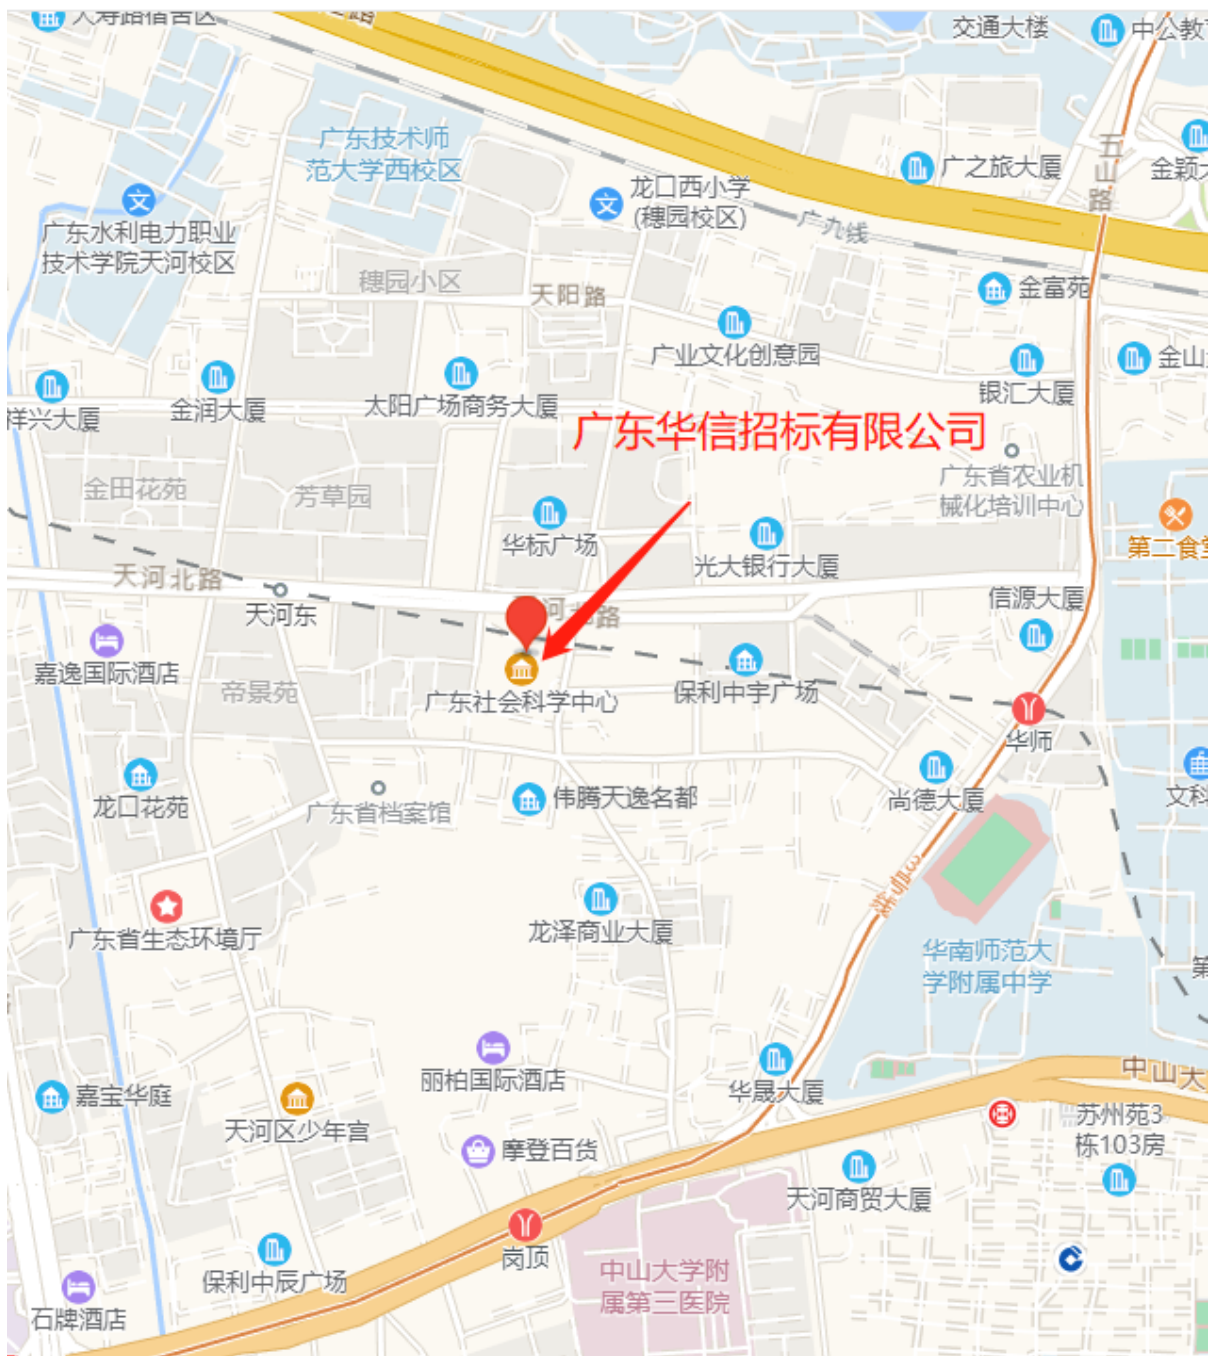 交通大楼
中公教
广东技术师
范大学西校区
五山路
广之旅大厦
金颖
龙口西小学
(穗园校区)
广九线
广东水利电力职业
技术学院天河校区
穗园小区
天阳路
金富苑
广业文化创意园
金山
银汇大厦
祥兴大厦
金润大厦
太阳广场商务大厦
广东华信招标有限公司
广东省农业机
械化培训中心
金田花苑
芳草园
华标广场
光大银行大厦
第二食堂
天河北路
天河东
河北路
信源大厦
嘉逸国际酒店
帝景苑
广东社会科学中心
保利中宇广场
华师
龙口花苑
广东省档案馆
伟腾天逸名都
尚德大厦
文科
3号线
广东省生态环境厅
龙泽商业大厦
华南师范大
学附属中学
第
丽柏国际酒店
华晟大厦
中山大
嘉宝华庭
天河区少年宫
摩登百货
苏州苑3
栋103房
天河商贸大厦
岗顶
保利中辰广场
中山大学附
属第三医院
石牌酒店